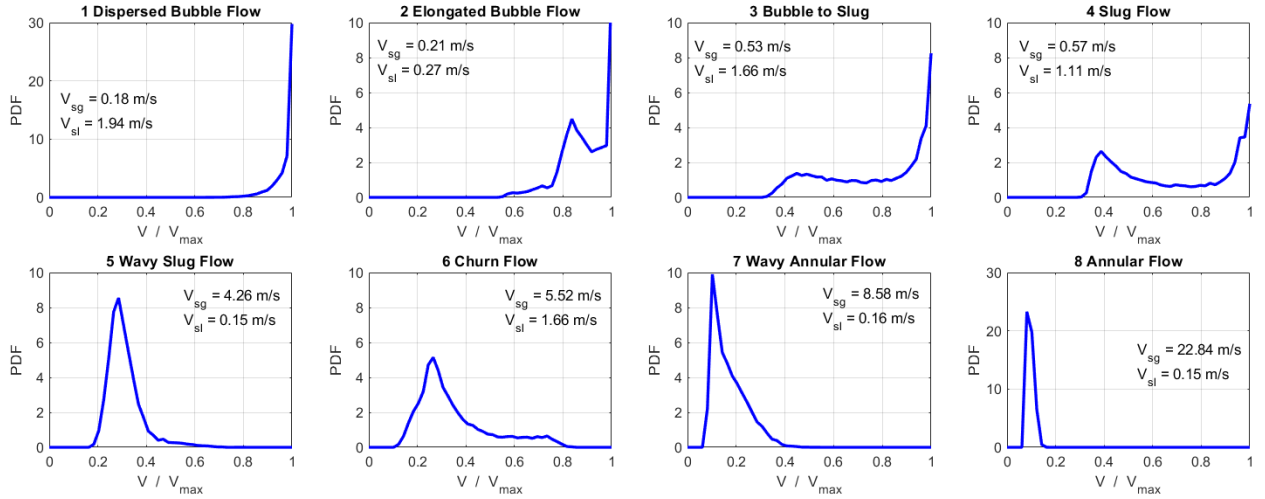 1 Dispersed Bubble Flow
30
20
10
0
PDF
V_sg = 0.18 m/s
V_sl = 1.94 m/s
0 0.2 0.4 0.6 0.8 1
V / V_max
2 Elongated Bubble Flow
10
8
6
4
2
0
PDF
V_sg = 0.21 m/s
V_sl = 0.27 m/s
0 0.2 0.4 0.6 0.8 1
V / V_max
3 Bubble to Slug
10
8
6
4
2
0
PDF
V_sg = 0.53 m/s
V_sl = 1.66 m/s
0 0.2 0.4 0.6 0.8 1
V / V_max
4 Slug Flow
10
8
6
4
2
0
PDF
V_sg = 0.57 m/s
V_sl = 1.11 m/s
0 0.2 0.4 0.6 0.8 1
V / V_max
5 Wavy Slug Flow
10
8
6
4
2
0
PDF
V_sg = 4.26 m/s
V_sl = 0.15 m/s
0 0.2 0.4 0.6 0.8 1
V / V_max
6 Churn Flow
10
8
6
4
2
0
PDF
V_sg = 5.52 m/s
V_sl = 1.66 m/s
0 0.2 0.4 0.6 0.8 1
V / V_max
7 Wavy Annular Flow
10
8
6
4
2
0
PDF
V_sg = 8.58 m/s
V_sl = 0.16 m/s
0 0.2 0.4 0.6 0.8 1
V / V_max
8 Annular Flow
30
20
10
0
PDF
V_sg = 22.84 m/s
V_sl = 0.15 m/s
0 0.2 0.4 0.6 0.8 1
V / V_max